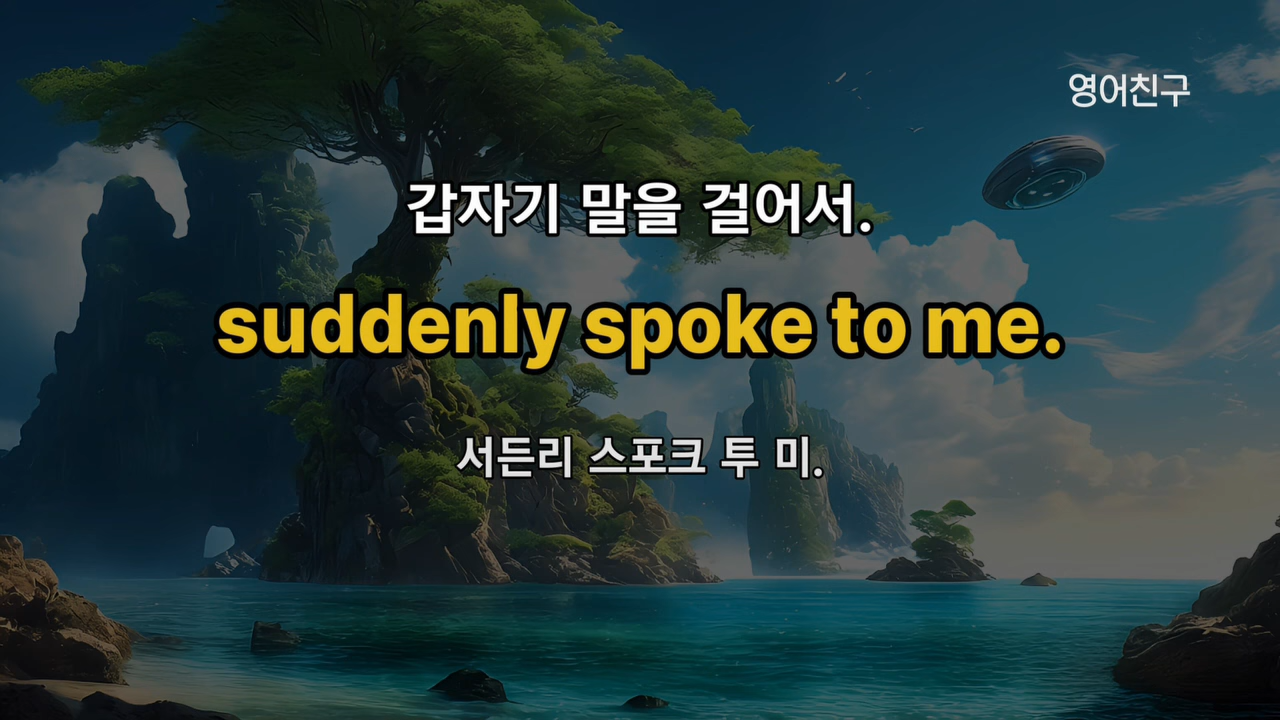 영어친구
갑자기 말을 걸어서.
suddenly spoke to me.
서든리 스포크 투 미.